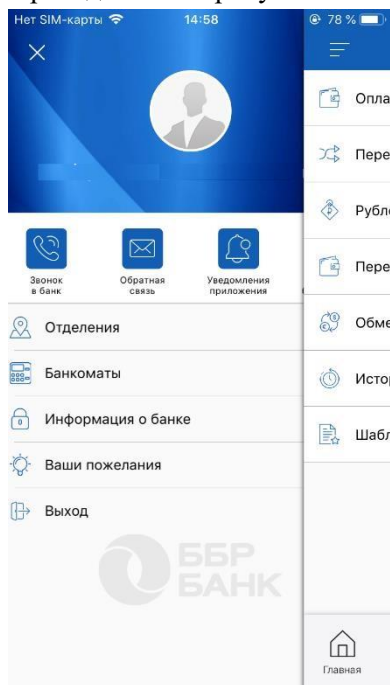 Нет SIM-карты 14:58 78 %
Звонок
в банк
Обратная
связь
Уведомления
приложения
Отделения
Банкоматы
Информация о банке
Ваши пожелания
Выход
ББР
БАНК
Опла
Пере
Рубле
Пере
Обме
Истор
Шабл
Главная